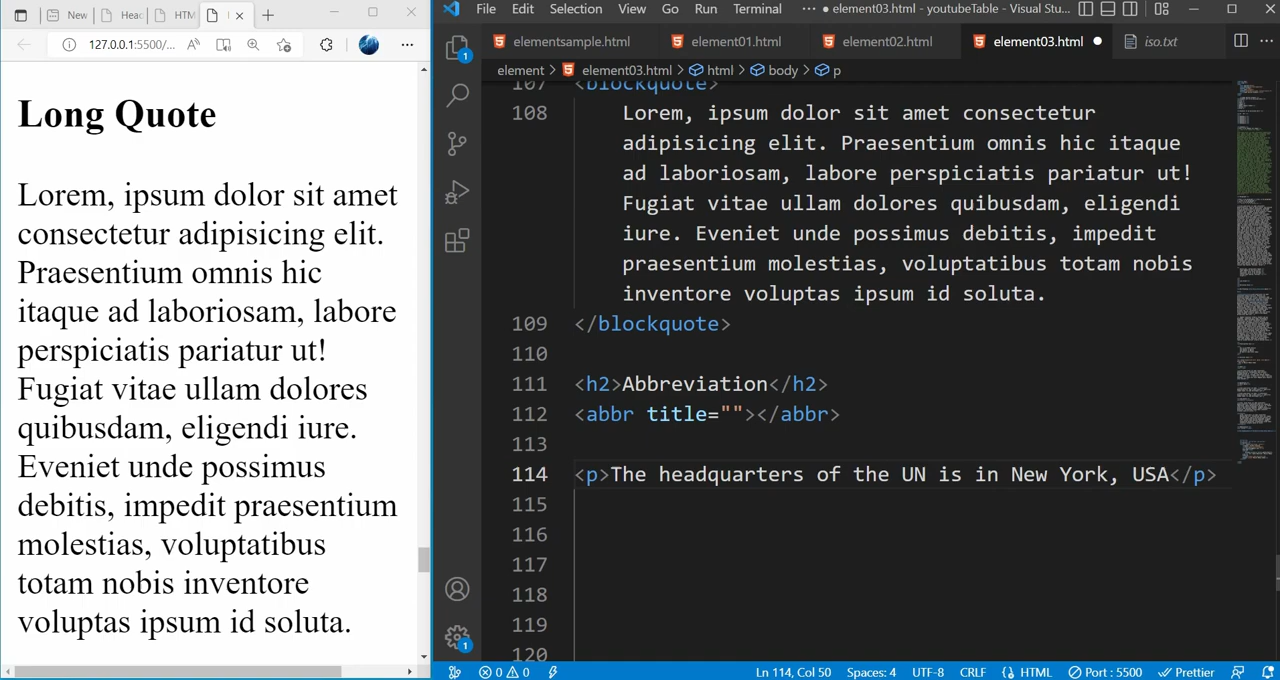 New
Head
HTM
127.0.0.1:5500/...
Long Quote
Lorem, ipsum dolor sit amet
consectetur adipisicing elit.
Praesentium omnis hic
itaque ad laboriosam, labore
perspiciatis pariatur ut!
Fugiat vitae ullam dolores
quibusdam, eligendi iure.
Eveniet unde possimus
debitis, impedit praesentium
molestias, voluptatibus
totam nobis inventore
voluptas ipsum id soluta.
File Edit Selection View Go Run Terminal ··· ● element03.html - youtubeTable - Visual Stu...
elementsample.html element01.html element02.html element03.html ● iso.txt
element > element03.html > html > body > p
107 <blockquote>
108 Lorem, ipsum dolor sit amet consectetur
adipisicing elit. Praesentium omnis hic itaque
ad laboriosam, labore perspiciatis pariatur ut!
Fugiat vitae ullam dolores quibusdam, eligendi
iure. Eveniet unde possimus debitis, impedit
praesentium molestias, voluptatibus totam nobis
inventore voluptas ipsum id soluta.
109 </blockquote>
110
111 <h2>Abbreviation</h2>
112 <abbr title=""></abbr>
113
114 <p>The headquarters of the UN is in New York, USA</p>
115
116
117
118
119
120
1
1
0 0 Ln 114, Col 50 Spaces: 4 UTF-8 CRLF HTML Port : 5500 Prettier